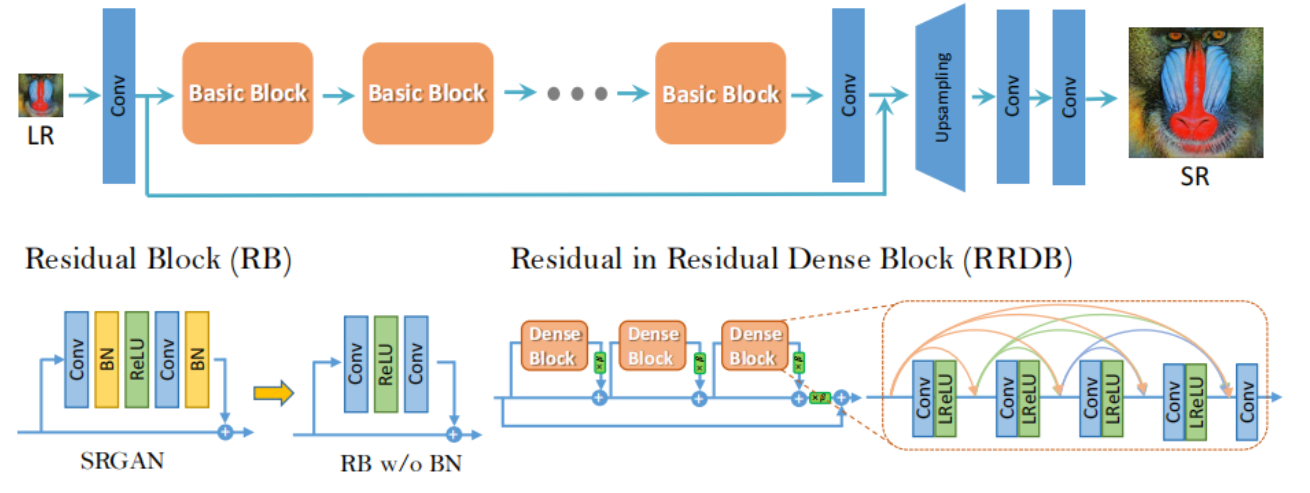 LR
Conv
Basic Block
Basic Block
Basic Block
Conv
Upsampling
Conv
Conv
SR
Residual Block (RB)
Residual in Residual Dense Block (RRDB)
Conv
BN
ReLU
Conv
BN
SRGAN
Conv
ReLU
Conv
RB w/o BN
Dense
Block
×β
+
Dense
Block
×β
+
Dense
Block
×β
+
×β
+
Conv
LReLU
Conv
LReLU
Conv
LReLU
Conv
LReLU
Conv